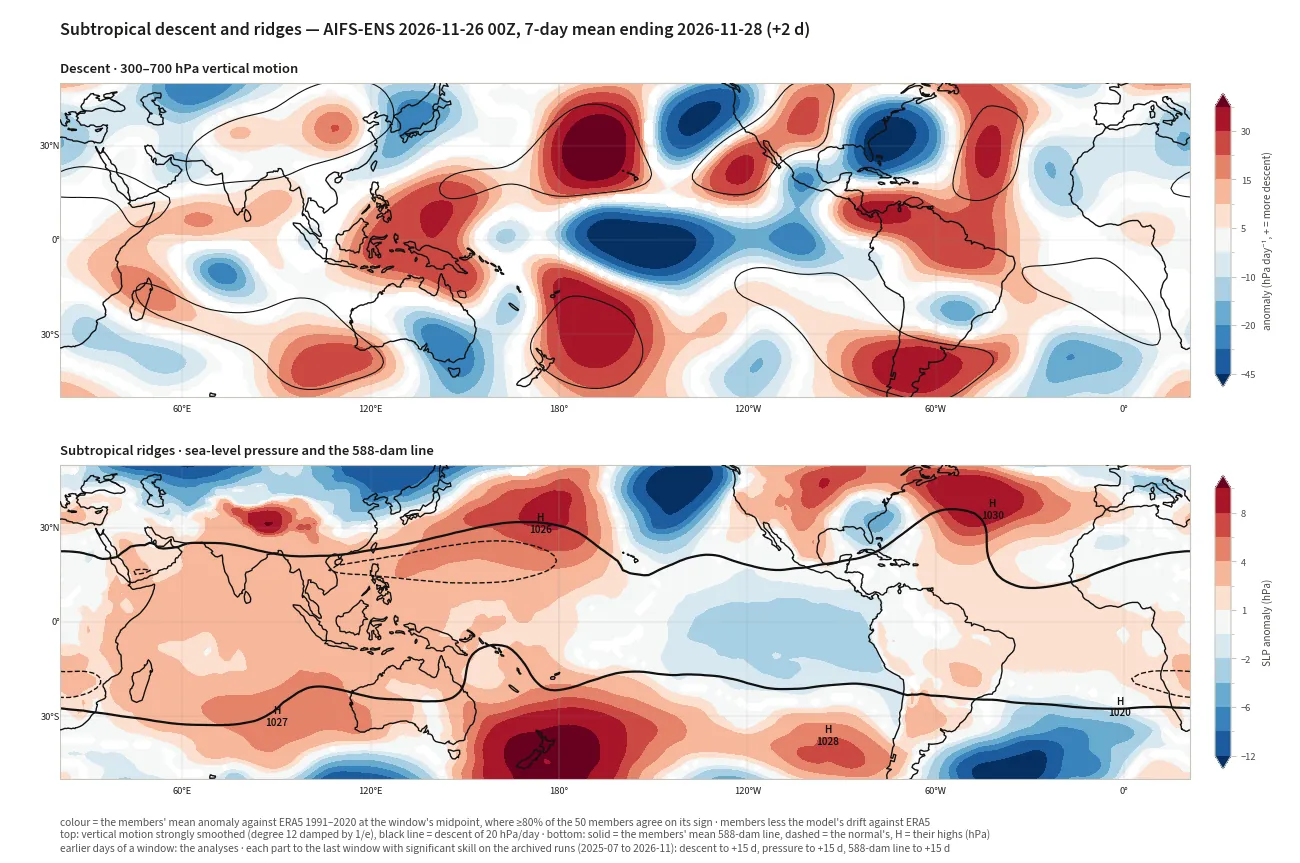 Subtropical descent and ridges — AIFS-ENS 2026-11-26 00Z, 7-day mean ending 2026-11-28 (+2 d)
Descent · 300–700 hPa vertical motion
30°N
0°
30°S
60°E
120°E
180°
120°W
60°W
0°
30
15
5
−10
−20
−45
anomaly (hPa day⁻¹, + = more descent)
Subtropical ridges · sea-level pressure and the 588-dam line
30°N
0°
30°S
H
1026
H
1030
H
1027
H
1028
H
1020
60°E
120°E
180°
120°W
60°W
0°
8
4
1
−2
−6
−12
SLP anomaly (hPa)
colour = the members' mean anomaly against ERA5 1991–2020 at the window's midpoint, where ≥80% of the 50 members agree on its sign · members less the model's drift against ERA5
top: vertical motion strongly smoothed (degree 12 damped by 1/e), black line = descent of 20 hPa/day · bottom: solid = the members' mean 588-dam line, dashed = the normal's, H = their highs (hPa)
earlier days of a window: the analyses · each part to the last window with significant skill on the archived runs (2025-07 to 2026-11): descent to +15 d, pressure to +15 d, 588-dam line to +15 d